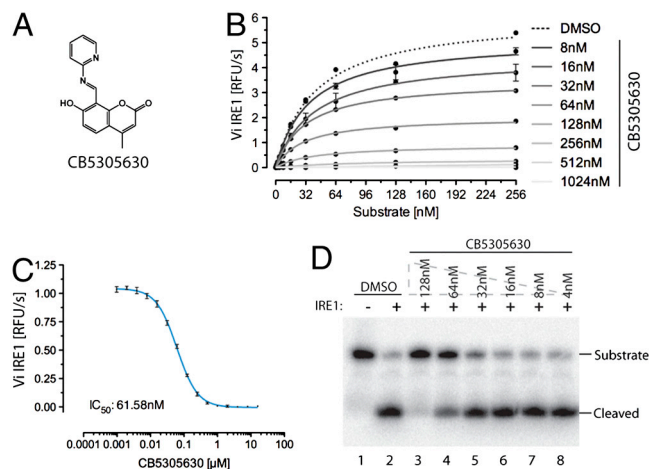 A
N
N
HO
O
O
CB5305630
B
Vi IRE1 [RFU/s]
6
5
4
3
2
1
0
0 32 64 96 128 160 192 224 256
Substrate [nM]
DMSO
8nM
16nM
32nM
64nM
128nM
256nM
512nM
1024nM
CB5305630
C
Vi IRE1 [RFU/s]
1.25
1.00
0.75
0.50
0.25
0.00
IC50: 61.58nM
0.0001 0.001 0.01 0.1 1 10 100
CB5305630 [µM]
D
CB5305630
DMSO
128nM 64nM 32nM 16nM 8nM 4nM
IRE1: - + + + + + + +
Substrate
Cleaved
1 2 3 4 5 6 7 8